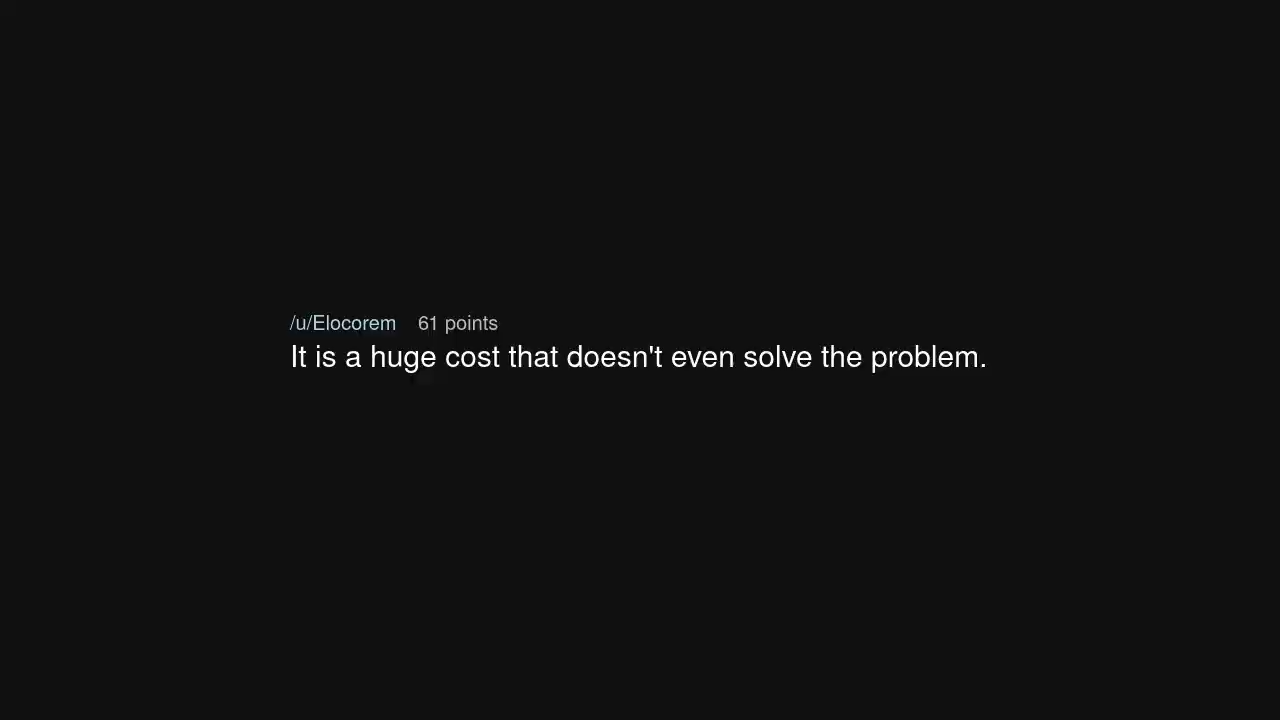 /u/Elocorem 61 points
It is a huge cost that doesn't even solve the problem.